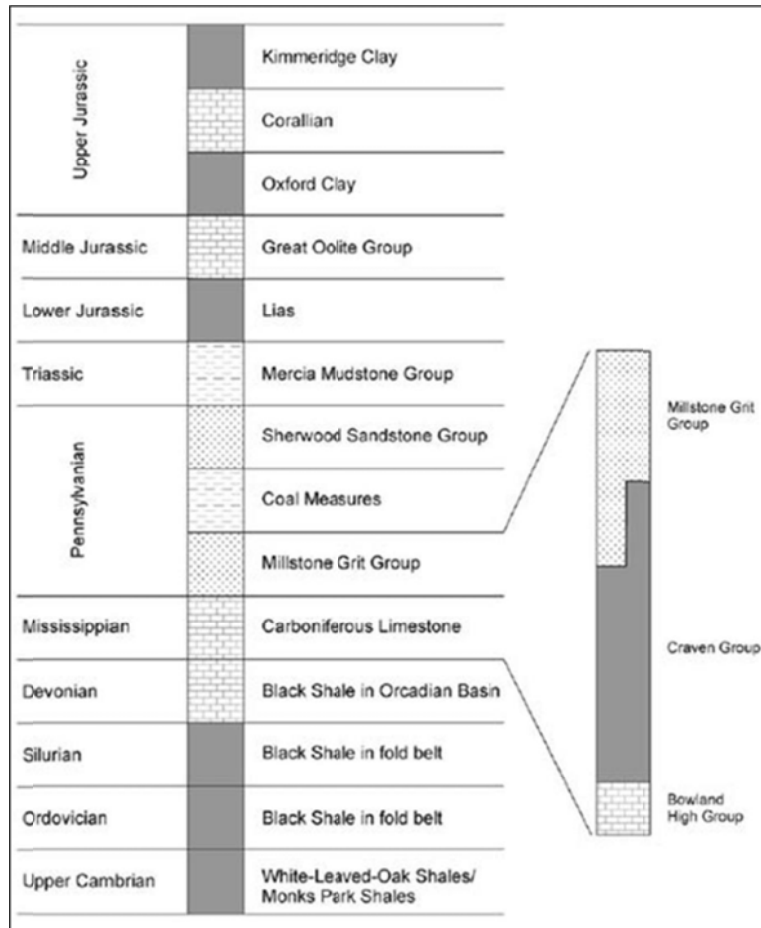 Upper Jurassic
Kimmeridge Clay
Corallian
Oxford Clay
Middle Jurassic
Great Oolite Group
Lower Jurassic
Lias
Triassic
Mercia Mudstone Group
Pennsylvanian
Sherwood Sandstone Group
Coal Measures
Millstone Grit Group
Mississippian
Carboniferous Limestone
Devonian
Black Shale in Orcadian Basin
Silurian
Black Shale in fold belt
Ordovician
Black Shale in fold belt
Upper Cambrian
White-Leaved-Oak Shales/
Monks Park Shales
Millstone Grit
Group
Craven Group
Bowland
High Group